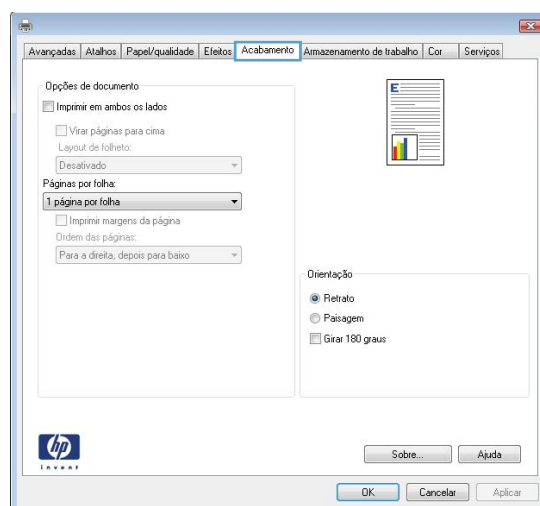 Avançadas Atalhos Papel/qualidade Efeitos Acabamento Armazenamento de trabalho Cor Serviços
Opções de documento
Imprimir em ambos os lados
Virar páginas para cima
Layout de folheto:
Desativado
Páginas por folha:
1 página por folha
Imprimir margens da página
Ordem das páginas:
Para a direita, depois para baixo
E
Orientação
Retrato
Paisagem
Girar 180 graus
hp
invent
Sobre... Ajuda
OK Cancelar Aplicar